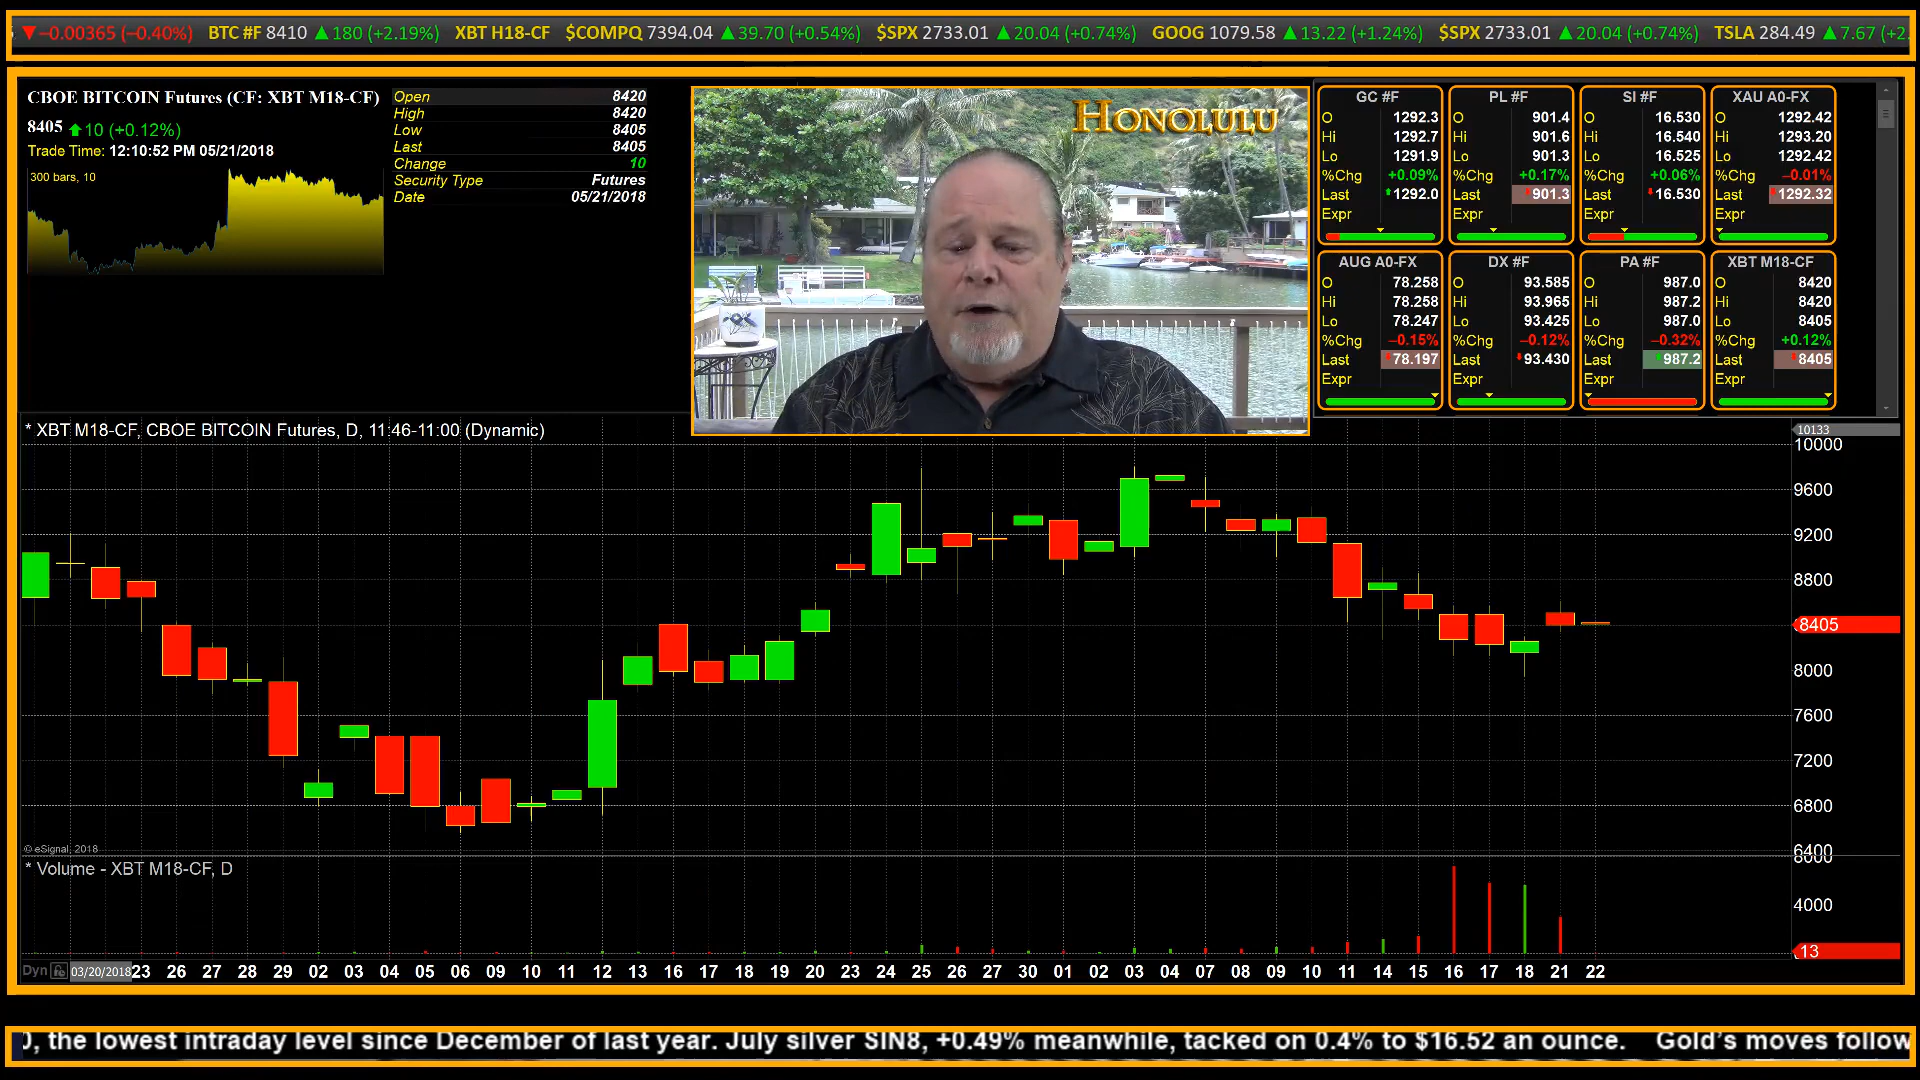 ▼−0.00365 (−0.40%) BTC #F 8410 ▲180 (+2.19%) XBT H18-CF $COMPQ 7394.04 ▲39.70 (+0.54%) $SPX 2733.01 ▲20.04 (+0.74%) GOOG 1079.58 ▲13.22 (+1.24%) $SPX 2733.01 ▲20.04 (+0.74%) TSLA 284.49 ▲7.67 (+2.
CBOE BITCOIN Futures (CF: XBT M18-CF)
8405 10 (+0.12%)
Trade Time: 12:10:52 PM 05/21/2018
300 bars, 10
Open 8420
High 8420
Low 8405
Last 8405
Change 10
Security Type Futures
Date 05/21/2018
HONOLULU
GC #F
O 1292.3
Hi 1292.7
Lo 1291.9
%Chg +0.09%
Last 1292.0
Expr
PL #F
O 901.4
Hi 901.6
Lo 901.3
%Chg +0.17%
Last 901.3
Expr
SI #F
O 16.530
Hi 16.540
Lo 16.525
%Chg +0.06%
Last 16.530
Expr
XAU A0-FX
O 1292.42
Hi 1293.20
Lo 1292.42
%Chg −0.01%
Last 1292.32
Expr
AUG A0-FX
O 78.258
Hi 78.258
Lo 78.247
%Chg −0.15%
Last 78.197
Expr
DX #F
O 93.585
Hi 93.965
Lo 93.425
%Chg −0.12%
Last 93.430
Expr
PA #F
O 987.0
Hi 987.2
Lo 987.0
%Chg −0.32%
Last 987.2
Expr
XBT M18-CF
O 8420
Hi 8420
Lo 8405
%Chg +0.12%
Last 8405
Expr
* XBT M18-CF, CBOE BITCOIN Futures, D, 11:46-11:00 (Dynamic)
10133
10000
9600
9200
8800
8405
8000
7600
7200
6800
6400
© eSignal, 2018
* Volume - XBT M18-CF, D
8000
4000
13
Dyn 03/20/2018 23 26 27 28 29 02 03 04 05 06 09 10 11 12 13 16 17 18 19 20 23 24 25 26 27 30 01 02 03 04 07 08 09 10 11 14 15 16 17 18 21 22
0, the lowest intraday level since December of last year. July silver SIN8, +0.49% meanwhile, tacked on 0.4% to $16.52 an ounce. Gold's moves follow